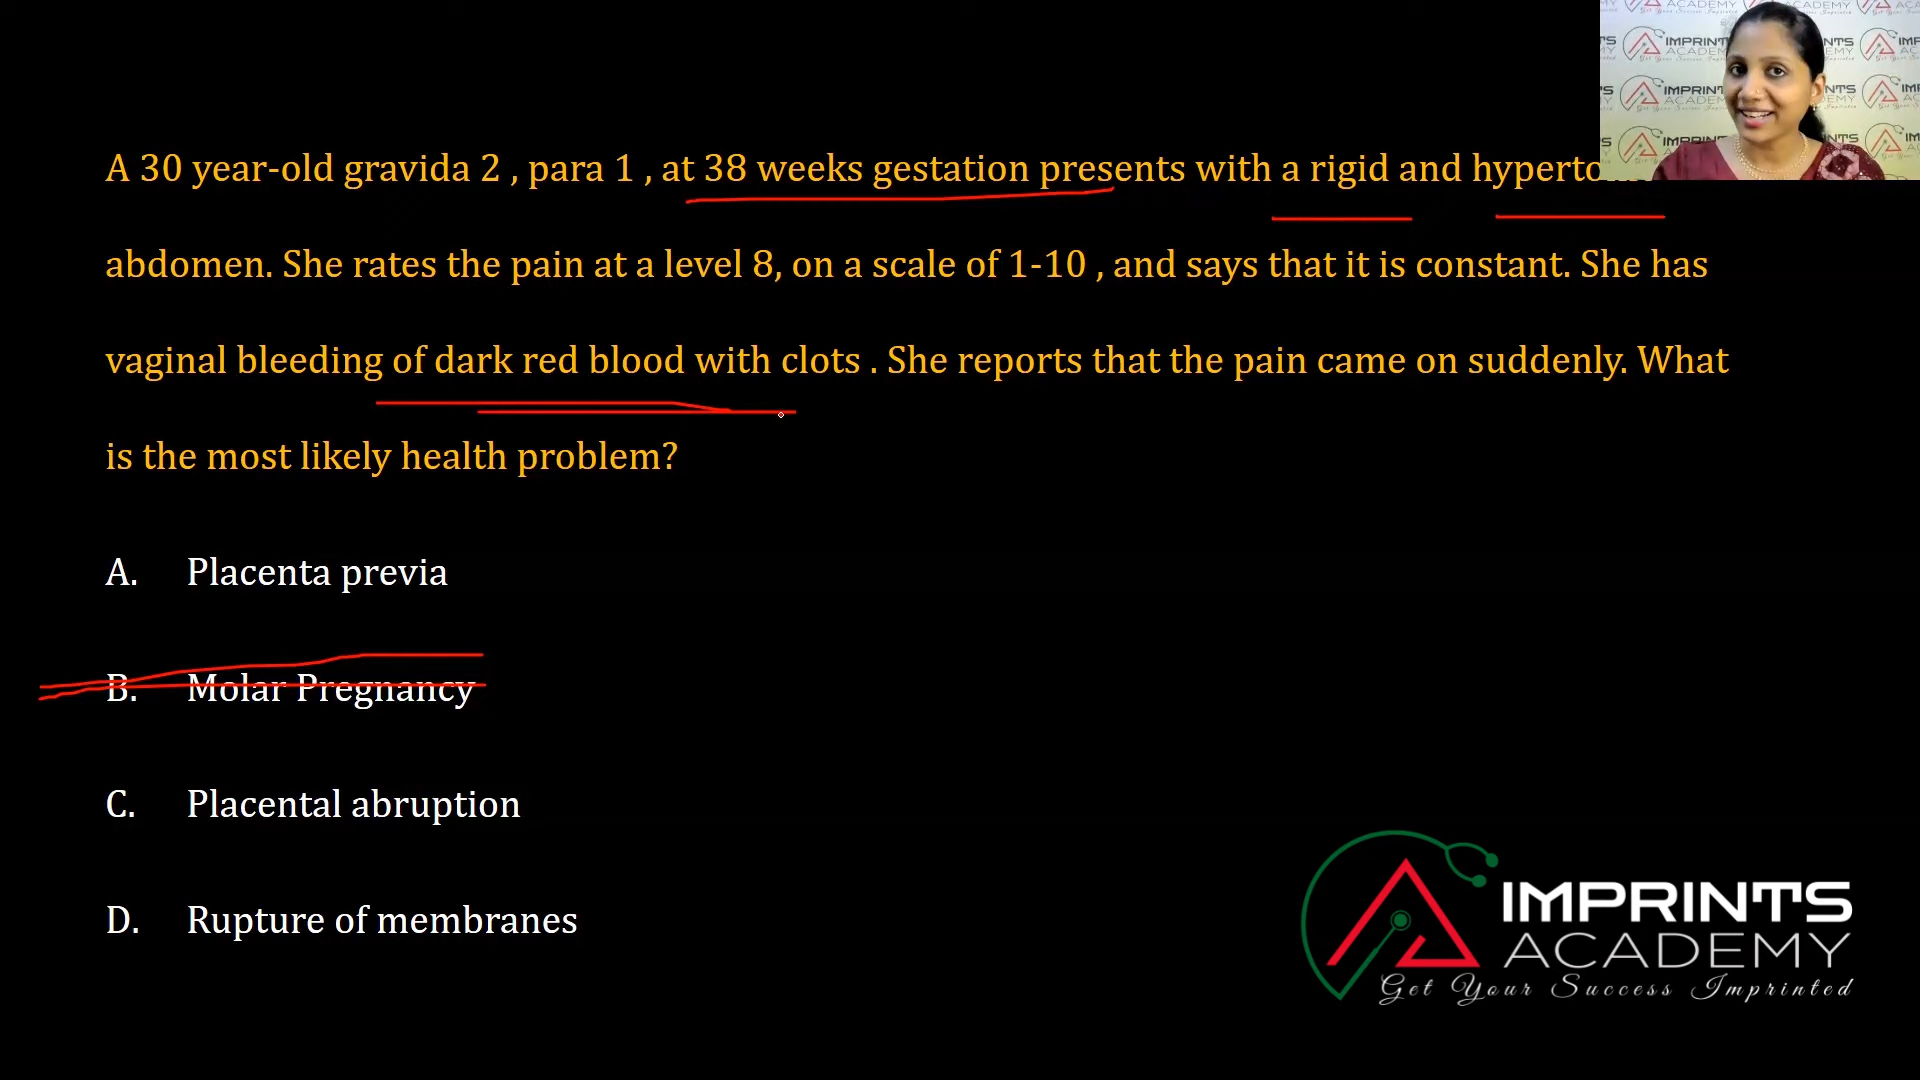 A 30 year-old gravida 2 , para 1 , at 38 weeks gestation presents with a rigid and
abdomen. She rates the pain at a level 8, on a scale of 1-10 , and says that it is constant. She has
vaginal bleeding of dark red blood with clots . She reports that the pain came on suddenly. What
is the most likely health problem?
A. Placenta previa
B. Molar Pregnancy
C. Placental abruption
D. Rupture of membranes
IMPRINTS
ACADEMY
Get Your Success Imprinted